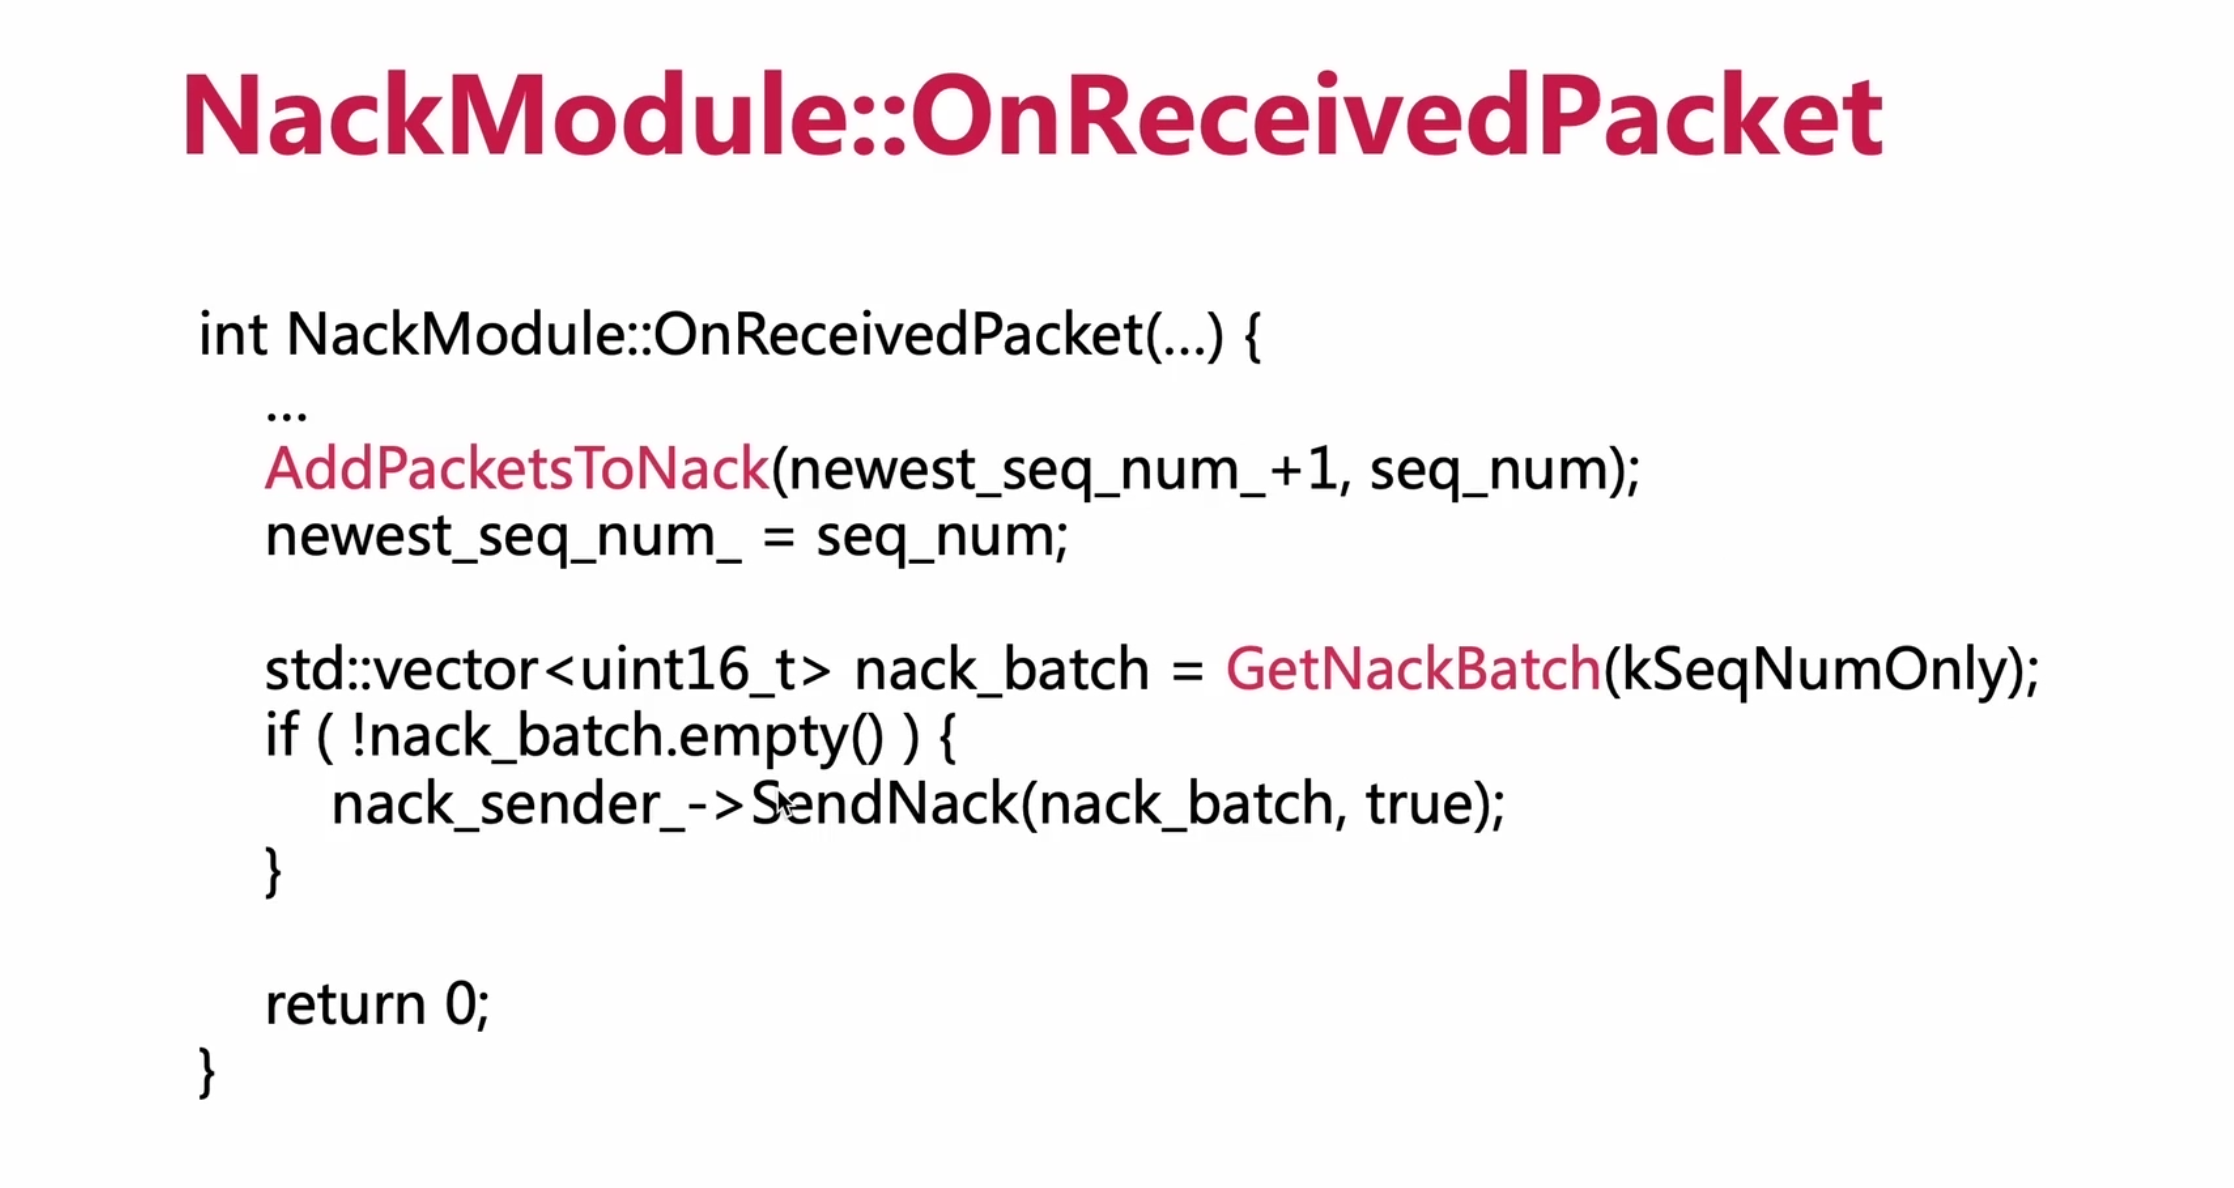 NackModule::OnReceivedPacket
int NackModule::OnReceivedPacket(...) {
...
AddPacketsToNack(newest_seq_num_+1, seq_num);
newest_seq_num_ = seq_num;
std::vector<uint16_t> nack_batch = GetNackBatch(kSeqNumOnly);
if ( !nack_batch.empty() ) {
nack_sender_->SendNack(nack_batch, true);
}
return 0;
}